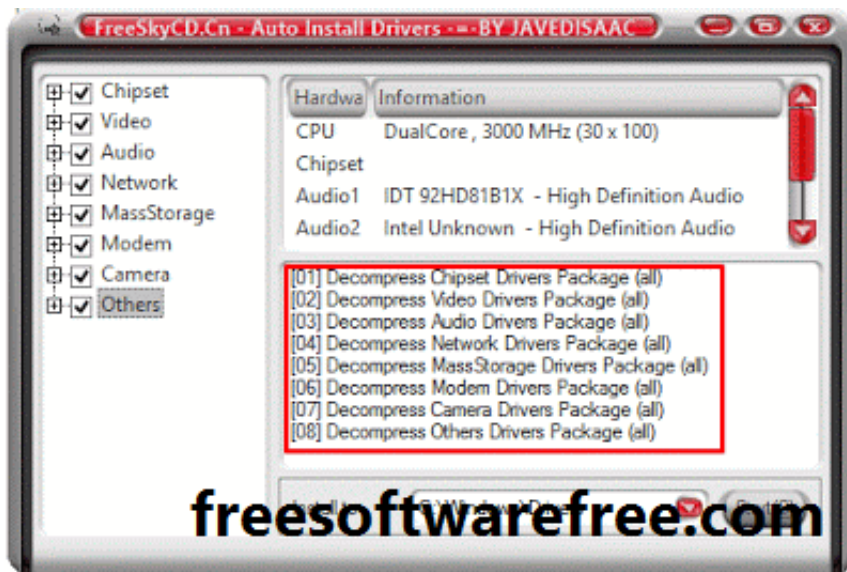 FreeSkyCD.Cn - Auto Install Drivers -=-BY JAVEDISAAC
Chipset
Video
Audio
Network
MassStorage
Modem
Camera
Others
Hardwa Information
CPU DualCore , 3000 MHz (30 x 100)
Chipset
Audio1 IDT 92HD81B1X - High Definition Audio
Audio2 Intel Unknown - High Definition Audio
[01] Decompress Chipset Drivers Package (all)
[02] Decompress Video Drivers Package (all)
[03] Decompress Audio Drivers Package (all)
[04] Decompress Network Drivers Package (all)
[05] Decompress MassStorage Drivers Package (all)
[06] Decompress Modem Drivers Package (all)
[07] Decompress Camera Drivers Package (all)
[08] Decompress Others Drivers Package (all)
freesoftwarefree.com